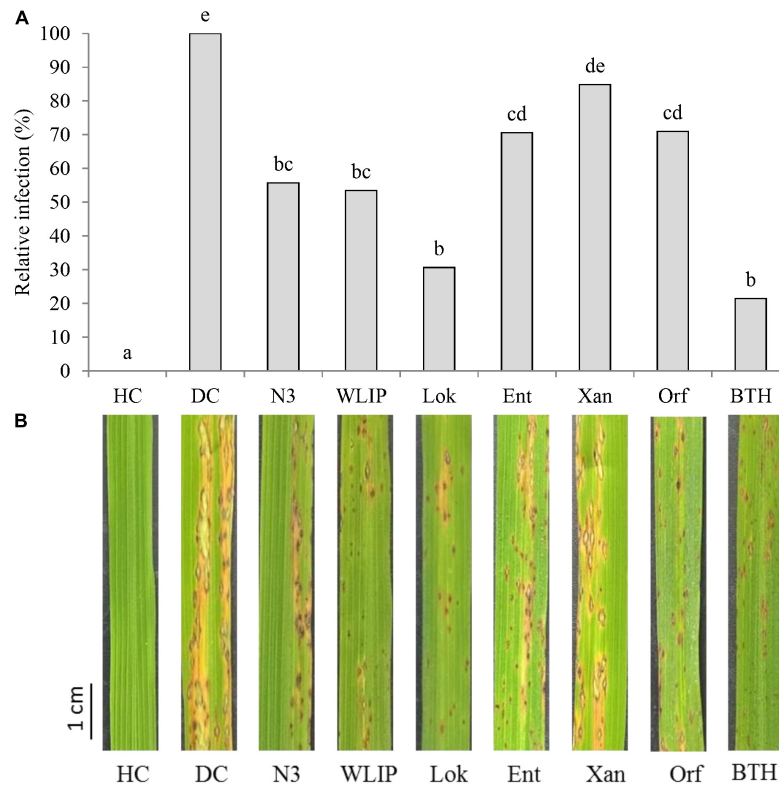 A
Relative infection (%)
100
90
80
70
60
50
40
30
20
10
0
a
e
bc
bc
b
cd
de
cd
b
HC DC N3 WLIP Lok Ent Xan Orf BTH
B
1 cm
HC DC N3 WLIP Lok Ent Xan Orf BTH